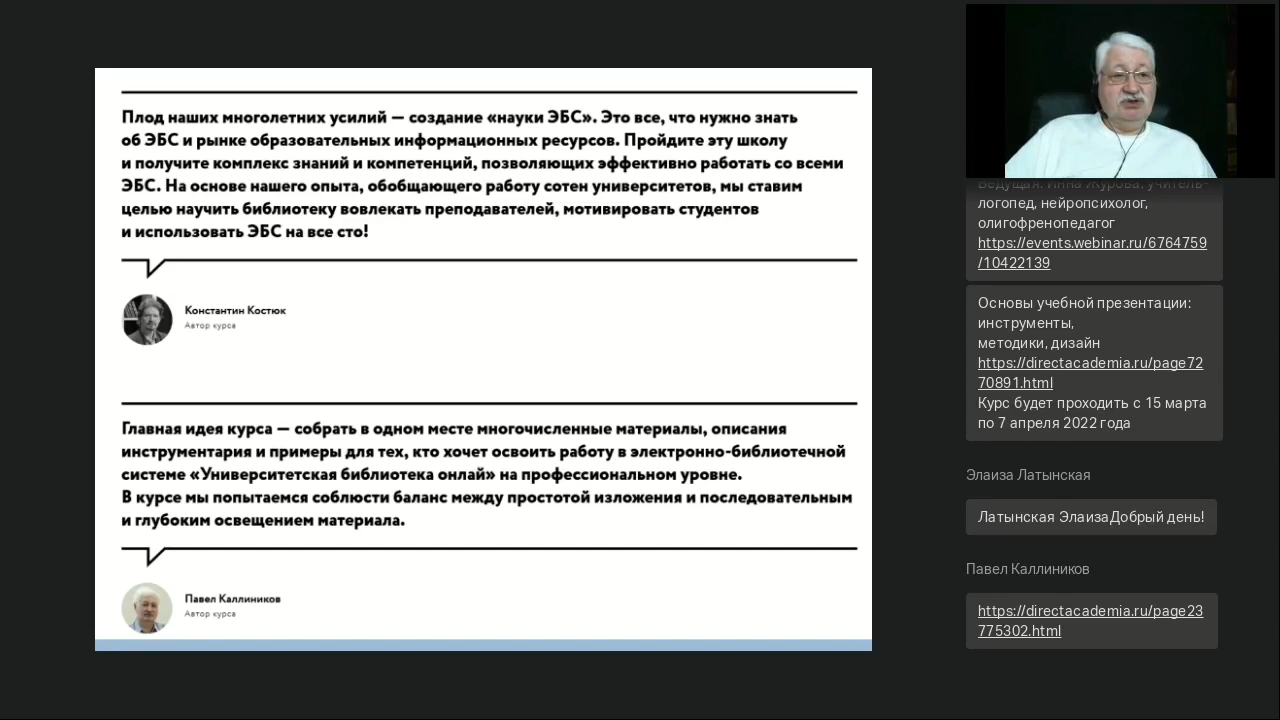 Плод наших многолетних усилий — создание «науки ЭБС». Это все, что нужно знать
об ЭБС и рынке образовательных информационных ресурсов. Пройдите эту школу
и получите комплекс знаний и компетенций, позволяющих эффективно работать со всеми
ЭБС. На основе нашего опыта, обобщающего работу сотен университетов, мы ставим
целью научить библиотеку вовлекать преподавателей, мотивировать студентов
и использовать ЭБС на все сто!
Константин Костюк
Автор курса
Главная идея курса — собрать в одном месте многочисленные материалы, описания
инструментария и примеры для тех, кто хочет освоить работу в электронно-библиотечной
системе «Университетская библиотека онлай» на профессиональном уровне.
В курсе мы попытаемся соблюсти баланс между простотой изложения и последовательным
и глубоким освещением материала.
Павел Каллиников
Автор курса
Ведущая: Инна Журова, учитель-
логопед, нейропсихолог,
олигофренопедагог
https://events.webinar.ru/6764759
/10422139
Основы учебной презентации:
инструменты,
методики, дизайн
https://directacademia.ru/page72
70891.html
Курс будет проходить с 15 марта
по 7 апреля 2022 года
Элаиза Латынская
Латынская ЭлаизаДобрый день!
Павел Каллиников
https://directacademia.ru/page23
775302.html